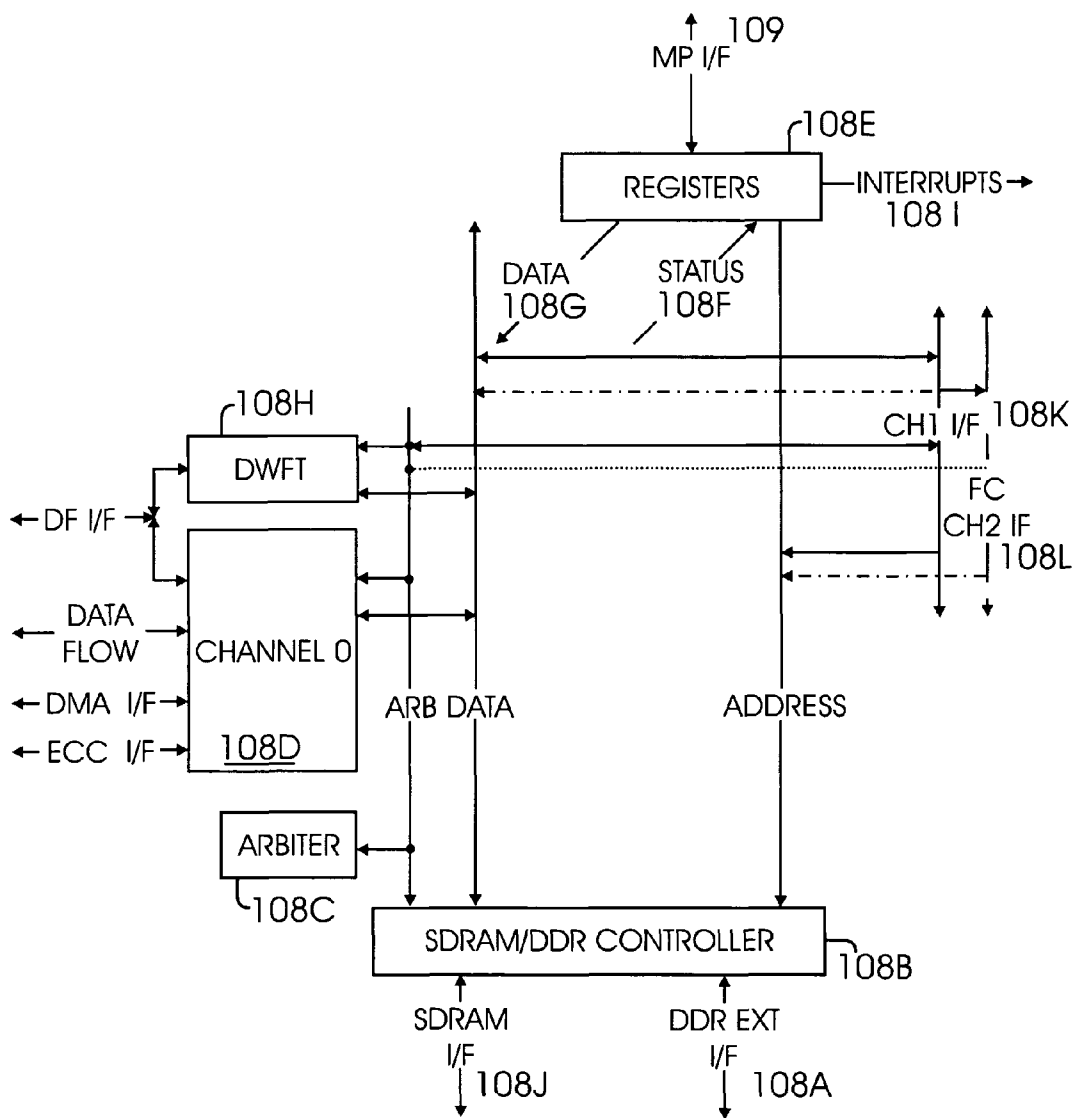 109
MP I/F
108E
REGISTERS
INTERRUPTS
108 I
DATA
108G
STATUS
108F
108H
DWFT
CH1 I/F
108K
DF I/F
FC
CH2 IF
108L
DATA
FLOW
CHANNEL 0
DMA I/F
ECC I/F
108D
ARB DATA
ADDRESS
ARBITER
108C
SDRAM/DDR CONTROLLER
108B
SDRAM
I/F
108J
DDR EXT
I/F
108A